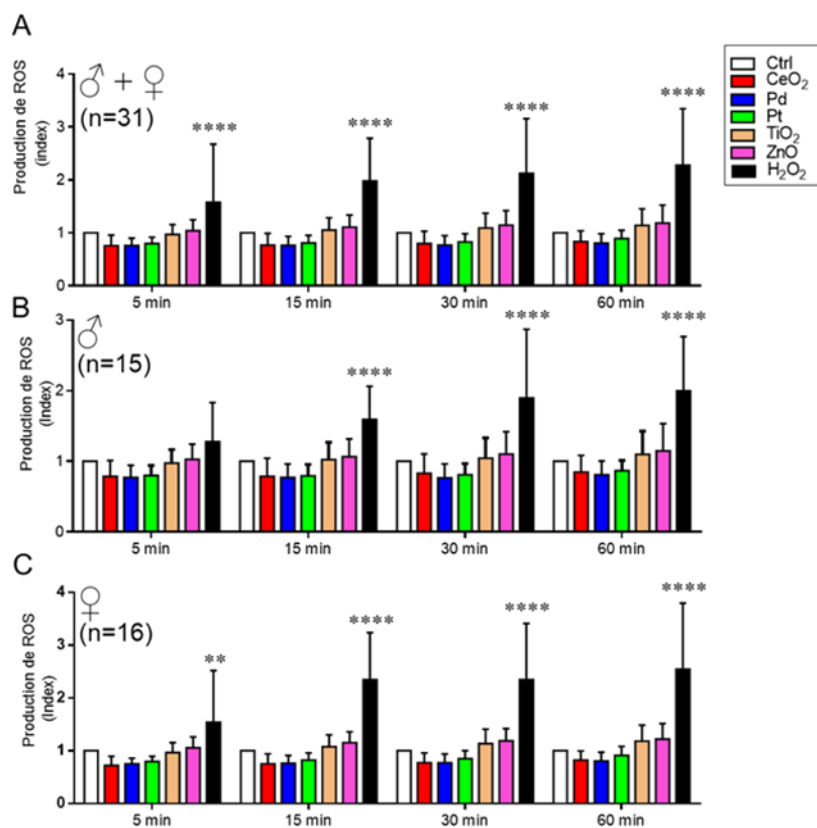 A
♂ + ♀
(n=31)
Production de ROS
(index)
4
3
2
1
0
****
****
****
****
5 min
15 min
30 min
60 min
Ctrl
CeO₂
Pd
Pt
TiO₂
ZnO
H₂O₂
B
♂
(n=15)
Production de ROS
(Index)
3
2
1
0
****
****
****
5 min
15 min
30 min
60 min
C
♀
(n=16)
Production de ROS
(Index)
4
3
2
1
0
**
****
****
****
5 min
15 min
30 min
60 min